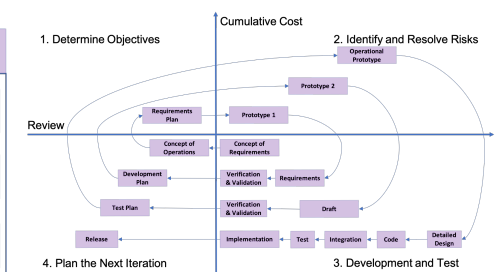 Cumulative Cost
1. Determine Objectives
2. Identify and Resolve Risks
Operational
Prototype
Prototype 2
Requirements
Plan
Prototype 1
Review
Concept of
Operations
Concept of
Requirements
Development
Plan
Verification
& Validation
Requirements
Test Plan
Verification
& Validation
Draft
Release
Implementation
Test
Integration
Code
Detailed
Design
4. Plan the Next Iteration
3. Development and Test